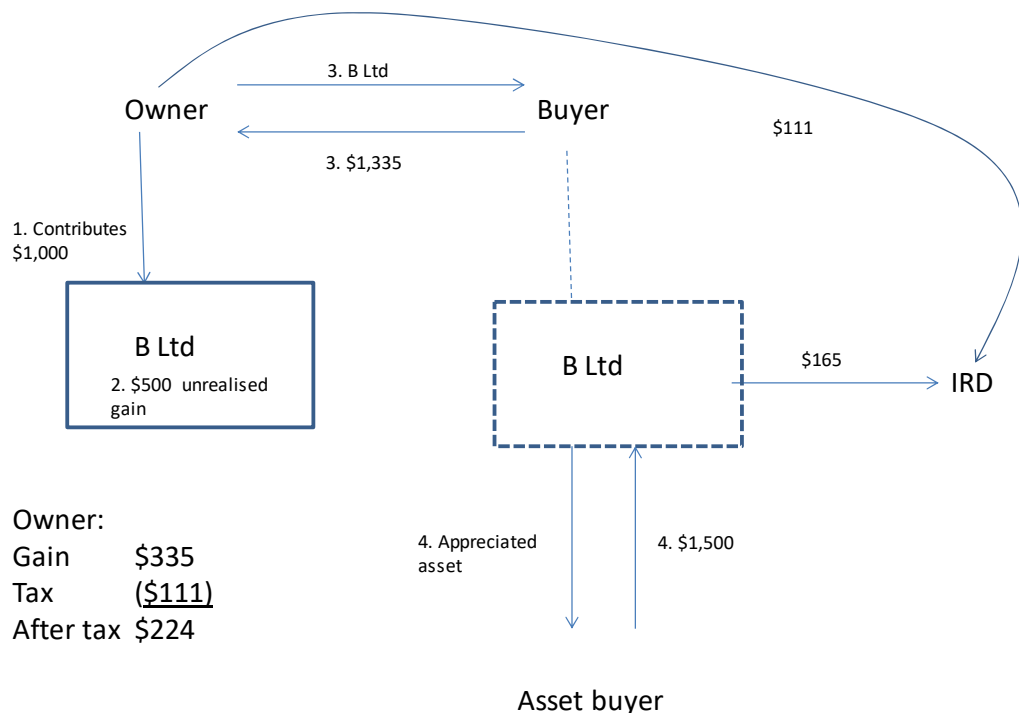 3. B Ltd
Owner
Buyer
$111
3. $1,335
1. Contributes
$1,000
B Ltd
2. $500 unrealised
gain
B Ltd
$165
IRD
Owner:
Gain $335
Tax ($111)
After tax $224
4. Appreciated
asset
4. $1,500
Asset buyer